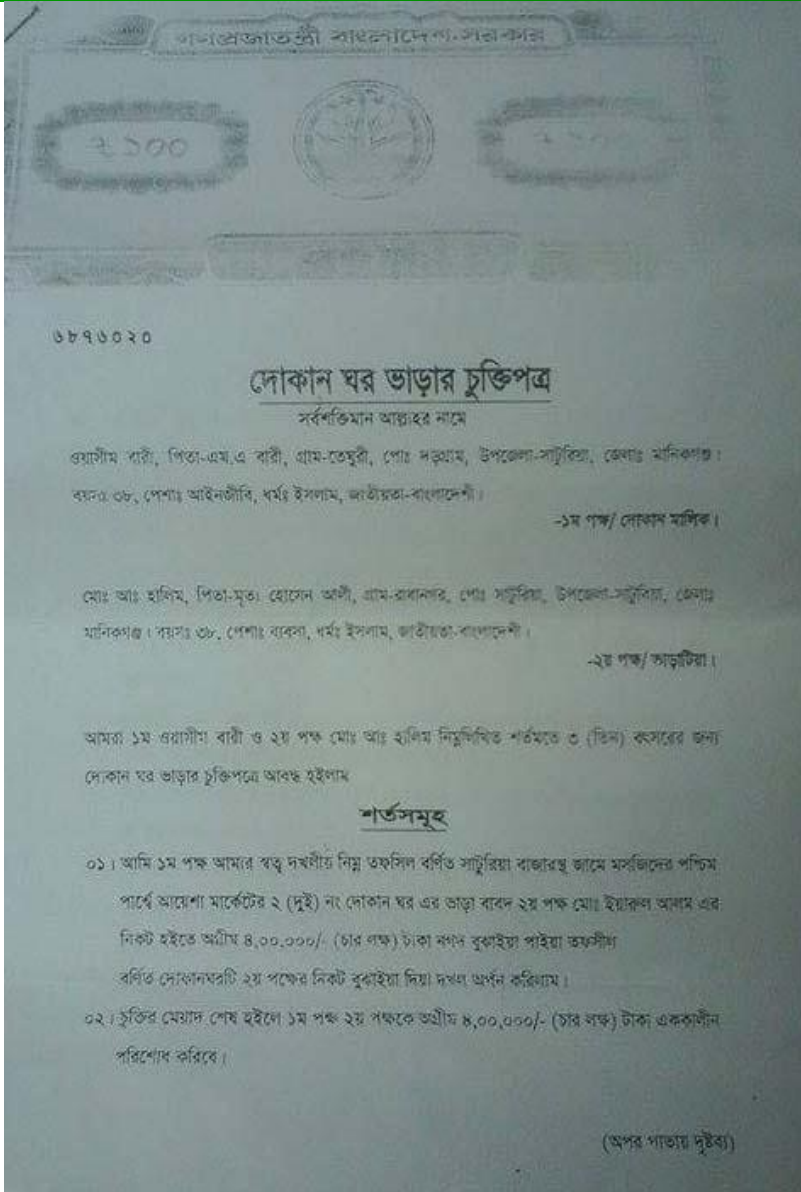 গণপ্রজাতন্ত্রী বাংলাদেশ সরকার
৳ ১০০
৬৮৭৬০২০
দোকান ঘর ভাড়ার চুক্তিপত্র
সর্বশক্তিমান আল্লাহর নামে
ওয়াসীম বারী, পিতা-এম.এ বারী, গ্রাম-তেঘুরী, পোঃ দড়গ্রাম, উপজেলা-সাটুরিয়া, জেলাঃ মানিকগঞ্জ।
বয়সঃ ৩৮, পেশাঃ আইনজীবি, ধর্মঃ ইসলাম, জাতীয়তা-বাংলাদেশী।
-১ম পক্ষ/ দোকান মালিক।
মোঃ আঃ হালিম, পিতা-মৃতঃ হোসেন আলী, গ্রাম-রাধানগর, পোঃ সাটুরিয়া, উপজেলা-সাটুরিয়া, জেলাঃ
মানিকগঞ্জ। বয়সঃ ৩৮, পেশাঃ ব্যবসা, ধর্মঃ ইসলাম, জাতীয়তা-বাংলাদেশী।
-২য় পক্ষ/ ভাড়াটিয়া।
আমরা ১ম ওয়াসীম বারী ও ২য় পক্ষ মোঃ আঃ হালিম নিম্নলিখিত শর্তমতে ৩ (তিন) বৎসরের জন্য
দোকান ঘর ভাড়ার চুক্তিপত্রে আবদ্ধ হইলাম
শর্তসমূহ
০১। আমি ১ম পক্ষ আমার স্বত্ব দখলীয় নিম্ন তফসিল বর্ণিত সাটুরিয়া বাজারস্থ জামে মসজিদের পশ্চিম
পার্শ্বে আয়েশা মার্কেটের ২ (দুই) নং দোকান ঘর এর ভাড়া বাবদ ২য় পক্ষ মোঃ ইয়ারুল আলম এর
নিকট হইতে অগ্রীম ৪,০০,০০০/- (চার লক্ষ) টাকা নগদ বুঝাইয়া পাইয়া তফসীল
বর্ণিত দোকানঘরটি ২য় পক্ষের নিকট বুঝাইয়া দিয়া দখল অর্পন করিলাম।
০২। চুক্তির মেয়াদ শেষ হইলে ১ম পক্ষ ২য় পক্ষকে অগ্রীম ৪,০০,০০০/- (চার লক্ষ) টাকা এককালীন
পরিশোধ করিবে।
(অপর পাতায় দৃষ্টব্য)